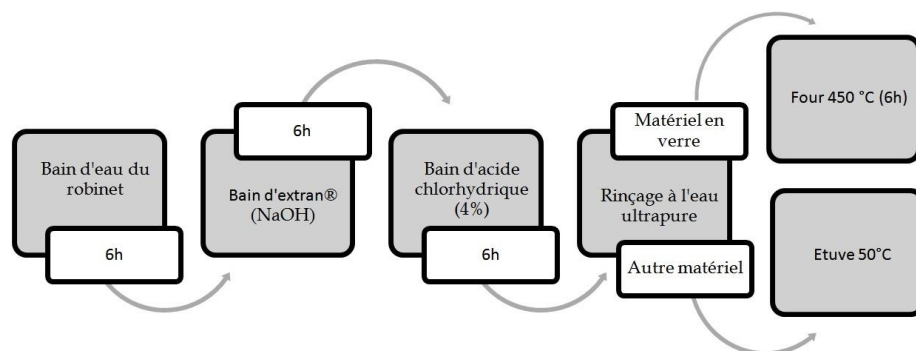 Bain d'eau du
robinet
6h
6h
Bain d'extran®
(NaOH)
Bain d'acide
chlorhydrique
(4%)
6h
Matériel en
verre
Rinçage à l'eau
ultrapure
Autre matériel
Four 450 °C (6h)
Etuve 50°C